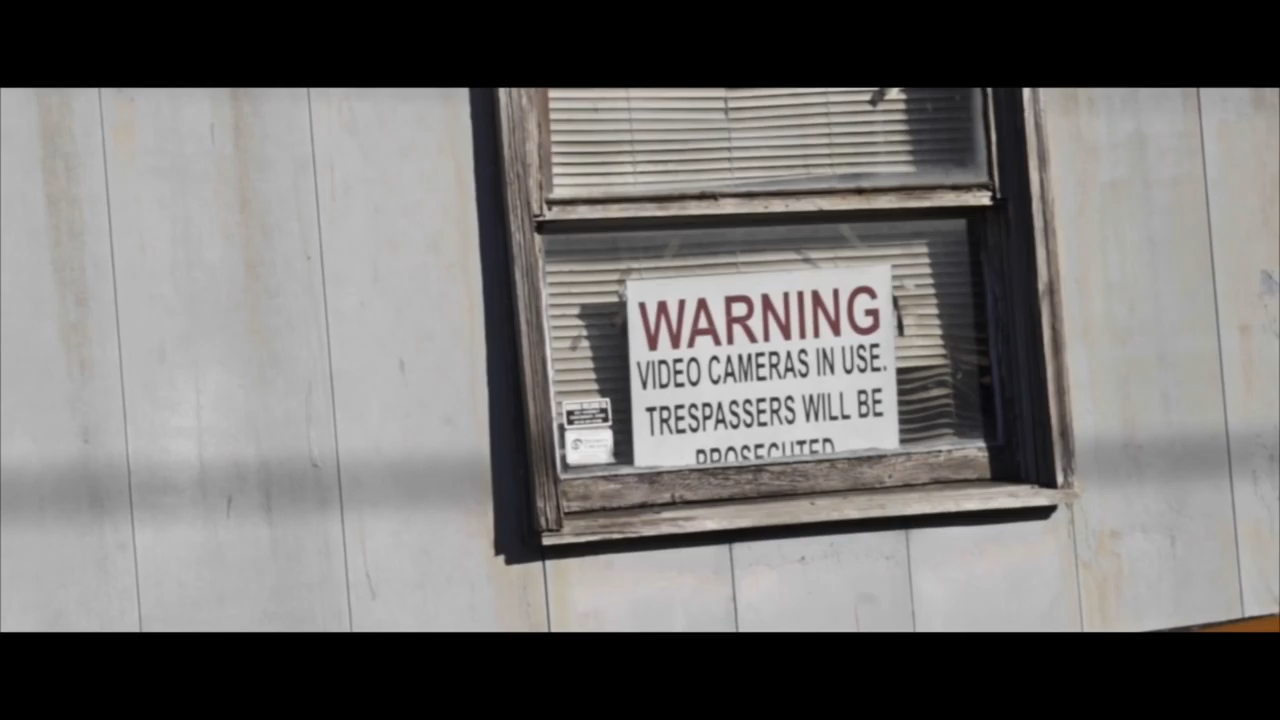 WARNING
VIDEO CAMERAS IN USE.
TRESPASSERS WILL BE
PROSECUTED